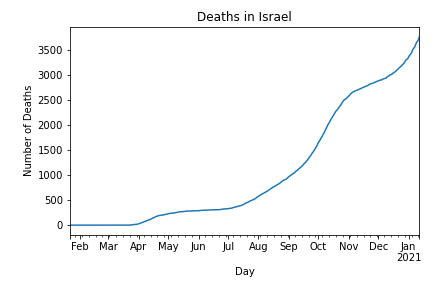 Deaths in Israel
Number of Deaths
3500
3000
2500
2000
1500
1000
500
0
Feb Mar Apr May Jun Jul Aug Sep Oct Nov Dec Jan
2021
Day